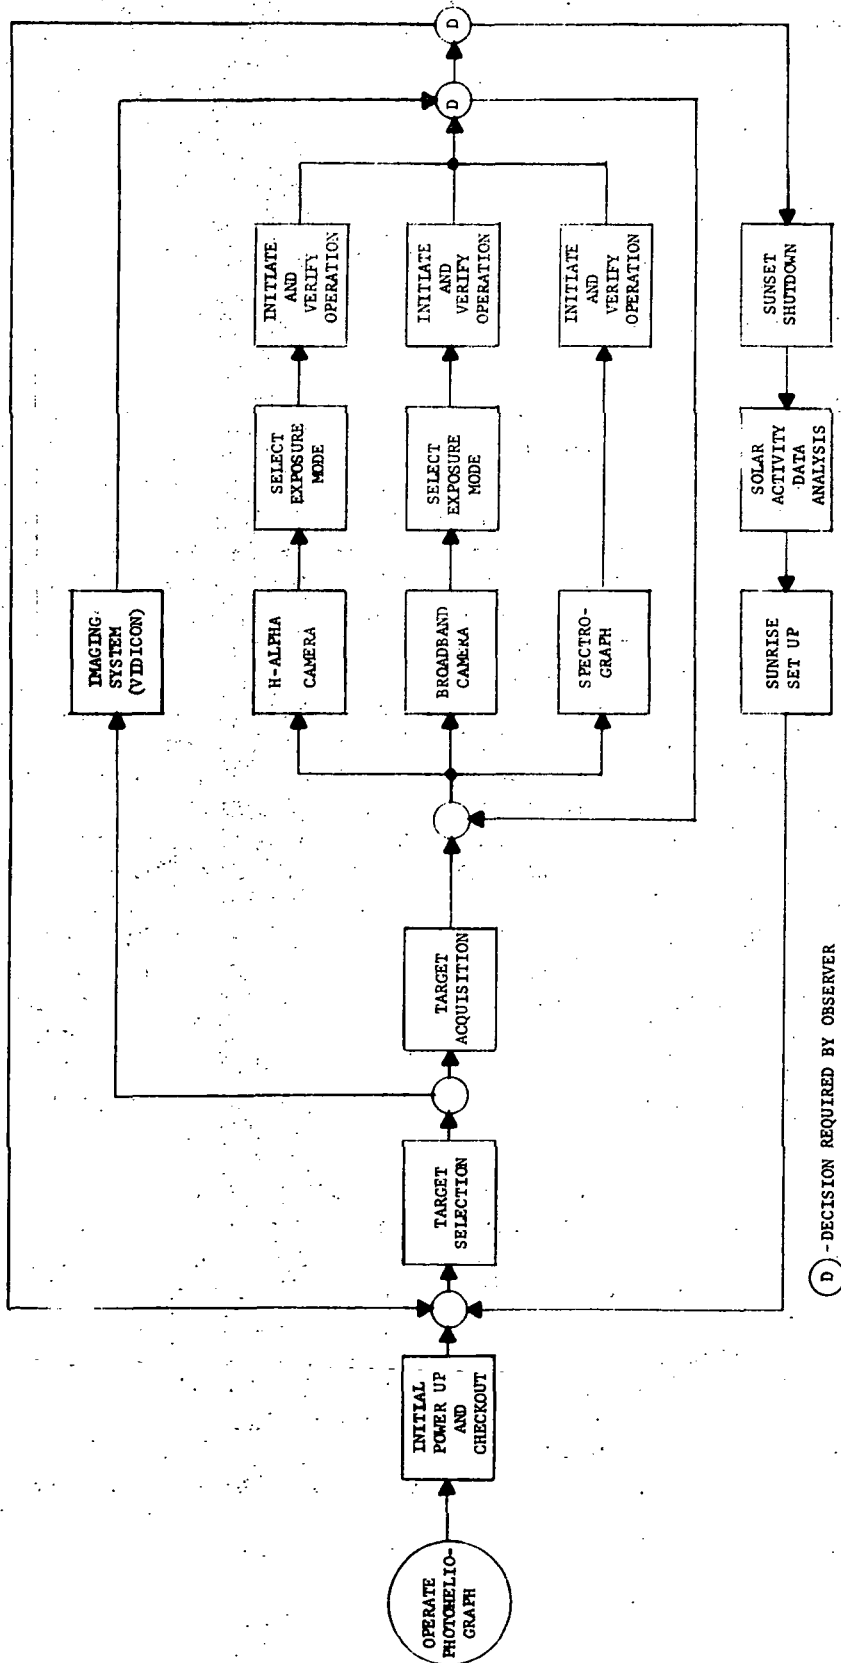 OPERATE
PHOTOHELIO-
GRAPH
INITIAL
POWER UP
AND
CHECKOUT
TARGET
SELECTION
TARGET
ACQUISITION
IMAGING
SYSTEM
(VIDICON)
H-ALPHA
CAMERA
SELECT
EXPOSURE
MODE
INITIATE
AND
VERIFY
OPERATION
BROADBAND
CAMERA
SELECT
EXPOSURE
MODE
INITIATE
AND
VERIFY
OPERATION
SPECTRO-
GRAPH
INITIATE
AND
VERIFY
OPERATION
D
D
SUNSET
SHUTDOWN
SOLAR
ACTIVITY
DATA
ANALYSIS
SUNRISE
SET UP
D - DECISION REQUIRED BY OBSERVER